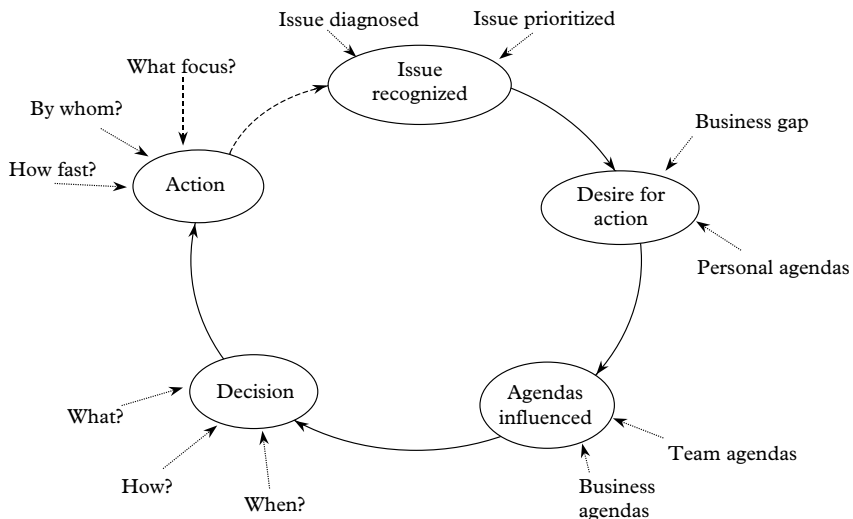 Issue diagnosed
Issue prioritized
What focus?
Issue
recognized
By whom?
Business gap
How fast?
Action
Desire for
action
Personal agendas
Decision
Agendas
influenced
What?
Team agendas
How?
When?
Business
agendas